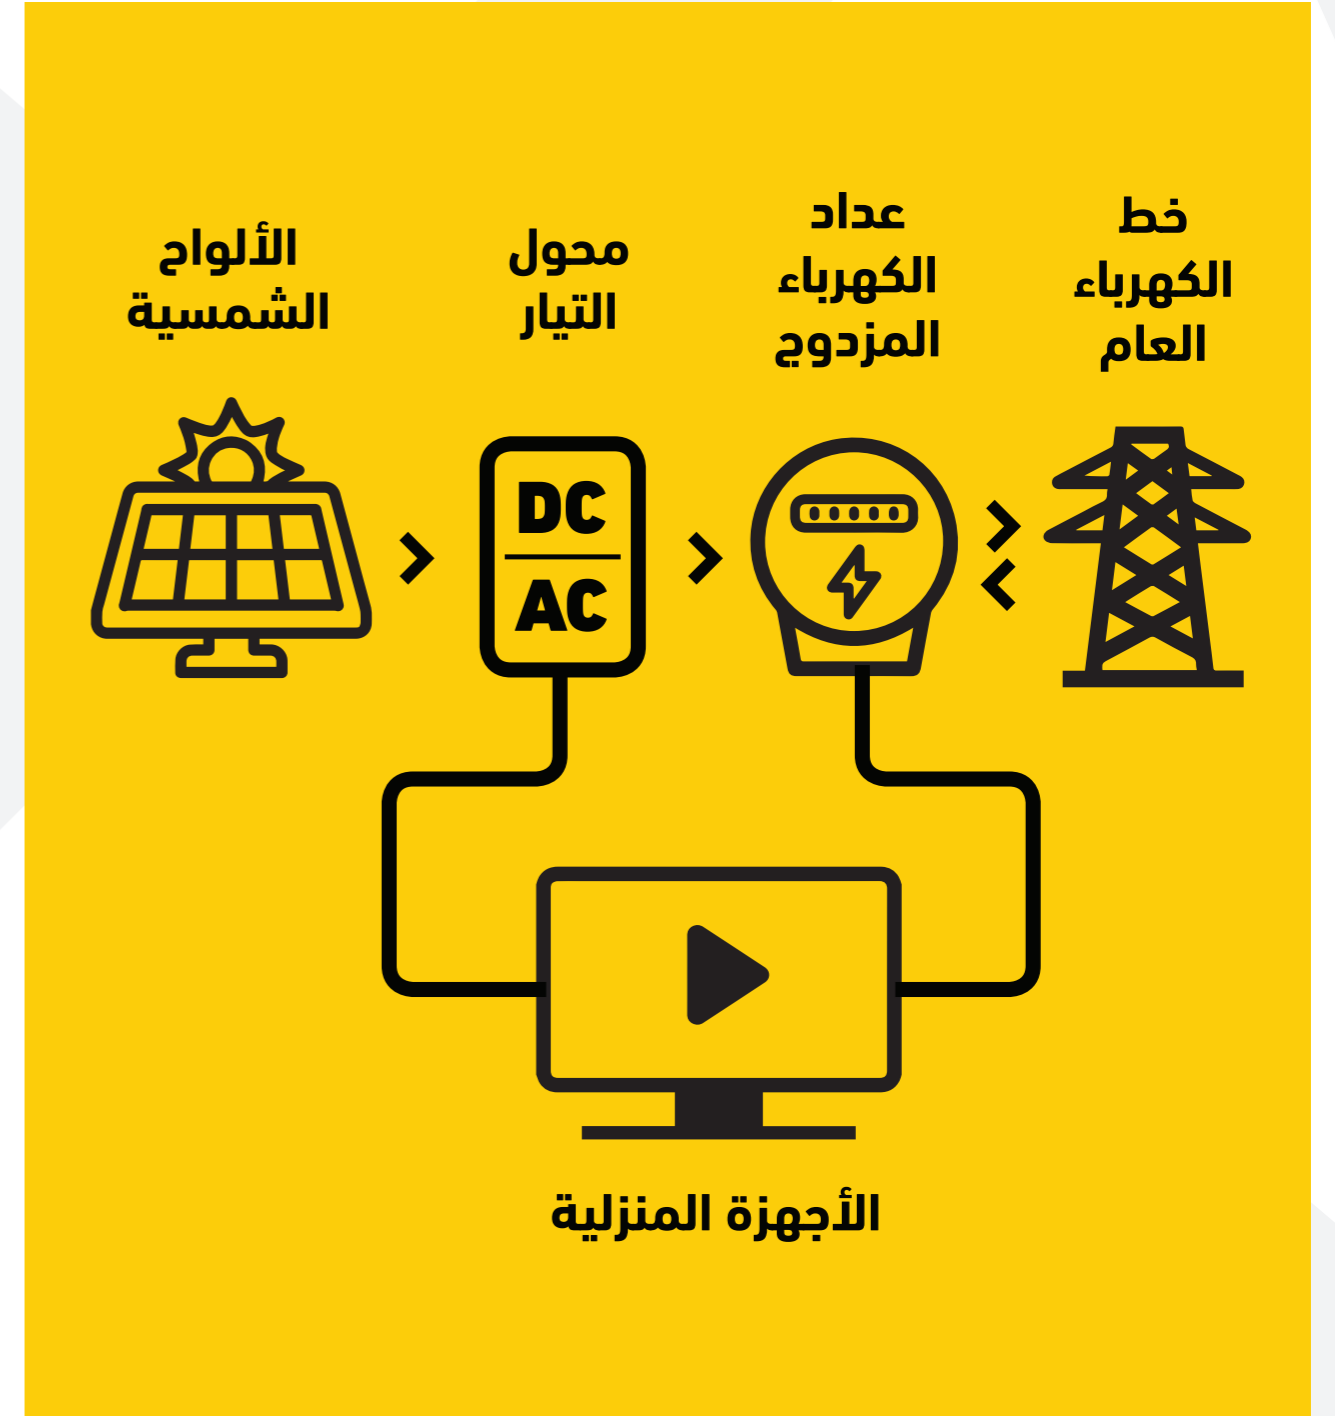 خط
الكهرباء
العام
عداد
الكهرباء
المزدوج
محول
التيار
الألواح
الشمسية
DC
AC
الأجهزة المنزلية